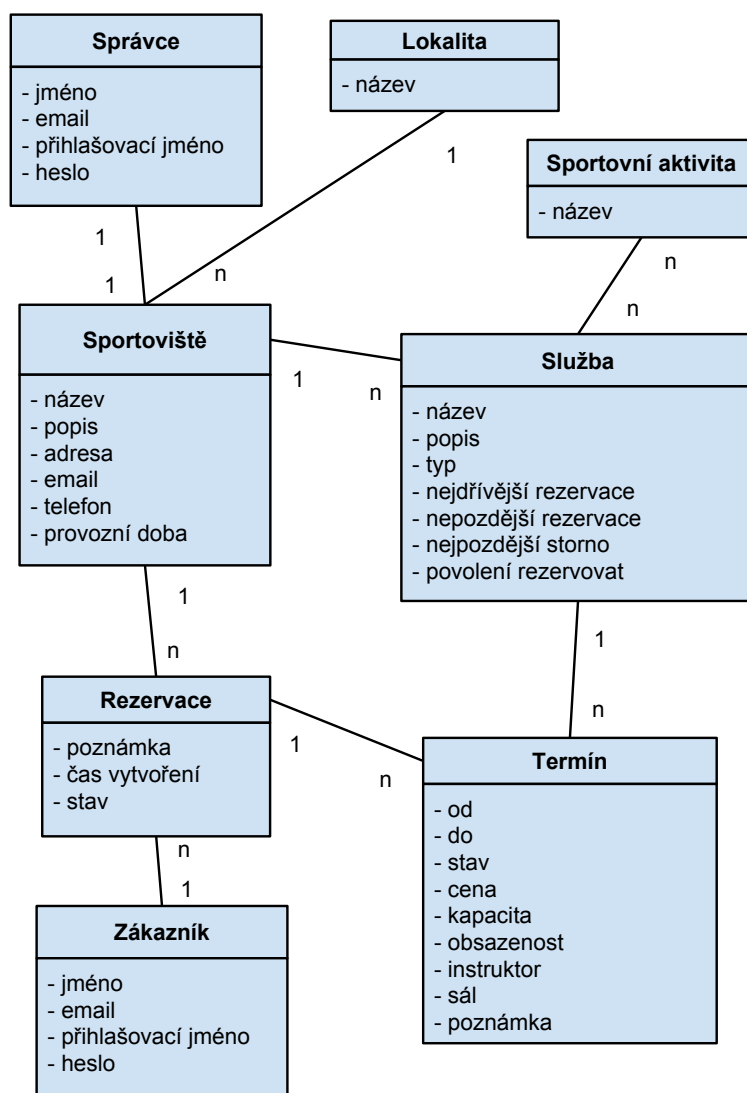 Správce
- jméno
- email
- přihlašovací jméno
- heslo
Lokalita
- název
1
Sportovní aktivita
- název
1
1
n
n
n
Sportoviště
- název
- popis
- adresa
- email
- telefon
- provozní doba
1
n
Služba
- název
- popis
- typ
- nejdřívější rezervace
- nepozdější rezervace
- nejpozdější storno
- povolení rezervovat
1
n
1
n
Rezervace
- poznámka
- čas vytvoření
- stav
1
n
Termín
- od
- do
- stav
- cena
- kapacita
- obsazenost
- instruktor
- sál
- poznámka
n
1
Zákazník
- jméno
- email
- přihlašovací jméno
- heslo